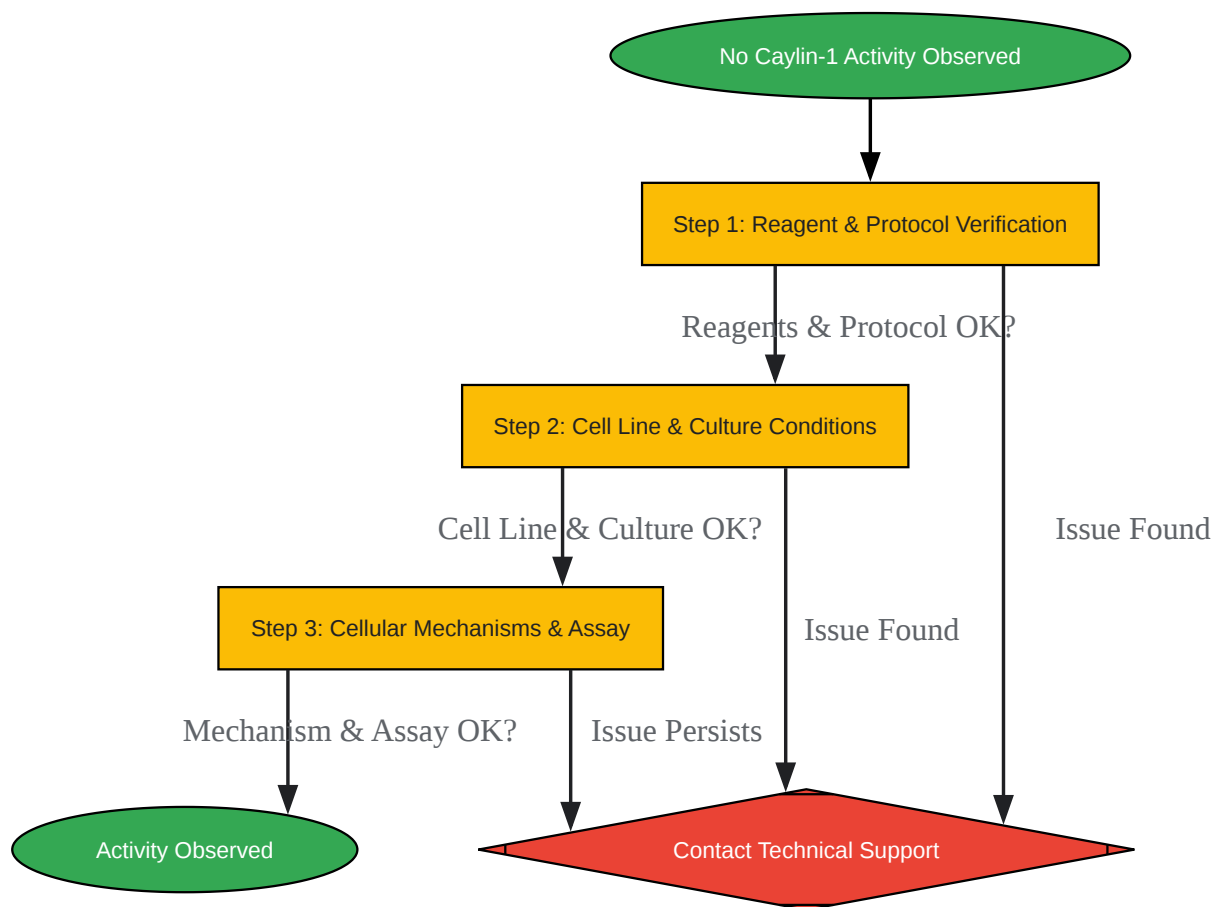 No Caylin-1 Activity Observed
Step 1: Reagent & Protocol Verification
Reagents & Protocol OK?
Step 2: Cell Line & Culture Conditions
Cell Line & Culture OK?
Issue Found
Step 3: Cellular Mechanisms & Assay
Issue Found
Mechanism & Assay OK?
Issue Persists
Activity Observed
Contact Technical Support